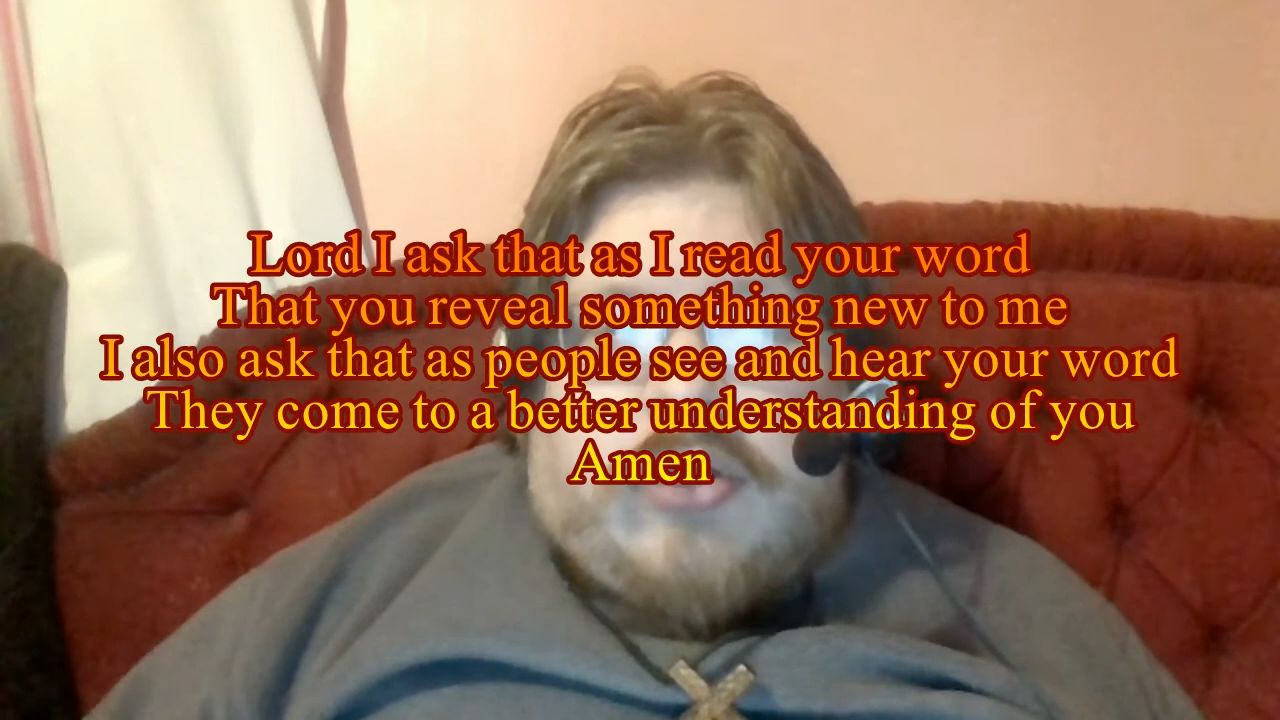 Lord I ask that as I read your word
That you reveal something new to me
I also ask that as people see and hear your word
They come to a better understanding of you
Amen